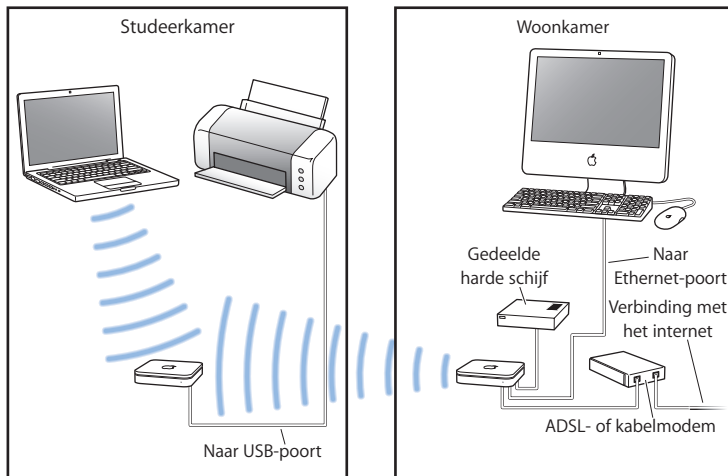 Studeerkamer
Woonkamer
Gedeelde
harde schijf
Naar
Ethernet-poort
Verbinding met
het internet
ADSL- of kabelmodem
Naar USB-poort